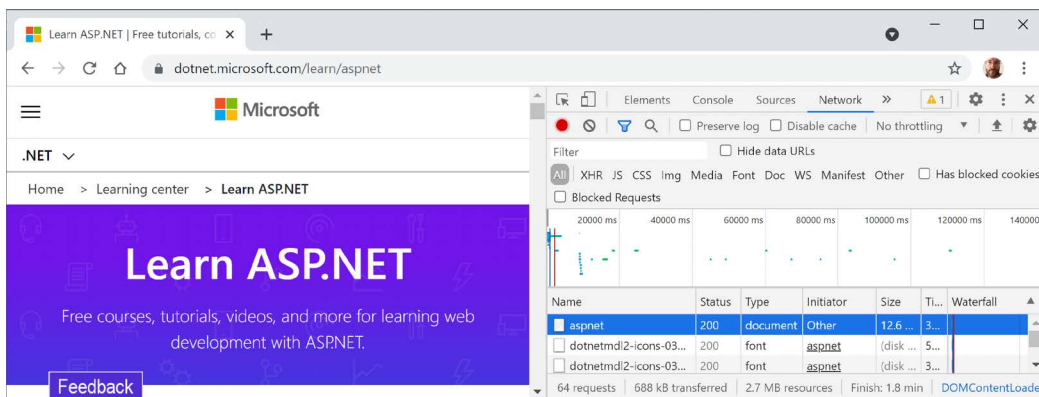 Learn ASP.NET | Free tutorials, co
dotnet.microsoft.com/learn/aspnet
Microsoft
.NET
Home > Learning center > Learn ASP.NET
Learn ASP.NET
Free courses, tutorials, videos, and more for learning web
development with ASP.NET.
Feedback
Elements Console Sources Network » 1
Preserve log Disable cache No throttling
Filter Hide data URLs
All XHR JS CSS Img Media Font Doc WS Manifest Other Has blocked cookies
Blocked Requests
20000 ms 40000 ms 60000 ms 80000 ms 100000 ms 120000 ms 140000
Name Status Type Initiator Size Ti... Waterfall
aspnet 200 document Other 12.6 ... 3...
dotnetmdl2-icons-03... 200 font aspnet (disk ... 5...
dotnetmdl2-icons-03... 200 font aspnet (disk ... 3...
64 requests 688 kB transferred 2.7 MB resources Finish: 1.8 min DOMContentLoade